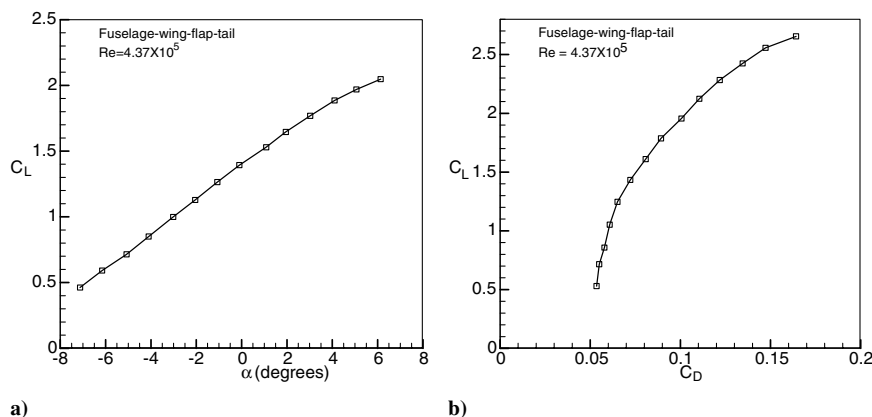 Fuselage-wing-flap-tail
Re=4.37X10^5
C_L
2.5
2
1.5
1
0.5
0
-8 -6 -4 -2 0 2 4 6 8
α (degrees)
a)
Fuselage-wing-flap-tail
Re = 4.37X10^5
C_L
2.5
2
1.5
1
0.5
0
0 0.05 0.1 0.15 0.2
C_D
b)